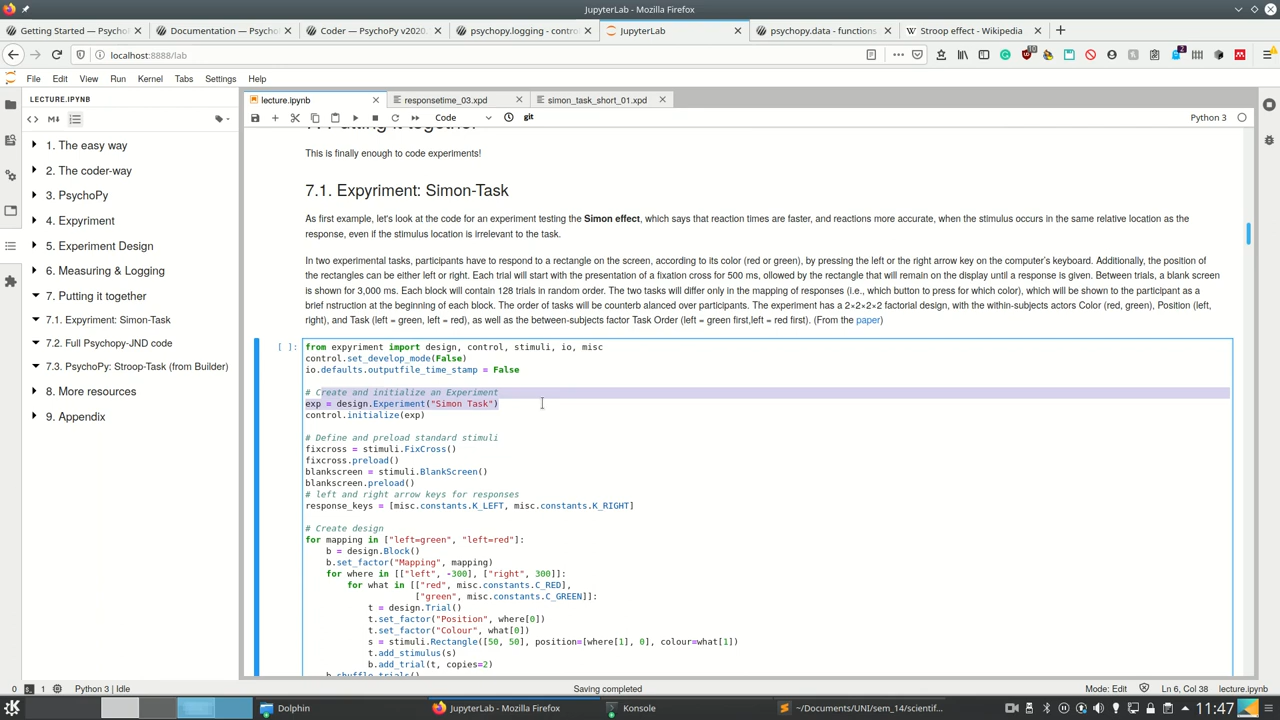 JupyterLab - Mozilla Firefox
Getting Started — PsychoP
Documentation — PsychoP
Coder — PsychoPy v2020.
psychopy.logging - contro
JupyterLab
psychopy.data - functions
Stroop effect - Wikipedia
localhost:8888/lab
File Edit View Run Kernel Tabs Settings Help
LECTURE.IPYNB
lecture.ipynb
responsetime_03.xpd
simon_task_short_01.xpd
Code
git
Python 3
1. The easy way
2. The coder-way
3. PsychoPy
4. Expyriment
5. Experiment Design
6. Measuring & Logging
7. Putting it together
7.1. Expyriment: Simon-Task
7.2. Full Psychopy-JND code
7.3. PsychoPy: Stroop-Task (from Builder)
8. More resources
9. Appendix
7. Putting it together
This is finally enough to code experiments!
7.1. Expyriment: Simon-Task
As first example, let's look at the code for an experiment testing the Simon effect, which says that reaction times are faster, and reactions more accurate, when the stimulus occurs in the same relative location as the
response, even if the stimulus location is irrelevant to the task.
In two experimental tasks, participants have to respond to a rectangle on the screen, according to its color (red or green), by pressing the left or the right arrow key on the computer's keyboard. Additionally, the position of
the rectangles can be either left or right. Each trial will start with the presentation of a fixation cross for 500 ms, ollowed by the rectangle that will remain on the display until a response is given. Between trials, a blank screen
is shown for 3,000 ms. Each block will contain 128 trials in random order. The two tasks will differ only in the mapping of responses (i.e., which button to press for which color), which will be shown to the participant as a
brief nstruction at the beginning of each block. The order of tasks will be counterb alanced over participants. The experiment has a 2×2×2×2 factorial design, with the within-subjects actors Color (red, green), Position (left,
right), and Task (left = green, left = red), as well as the between-subjects factor Task Order (left = green first,left = red first). (From the paper)
[ ]: from expyriment import design, control, stimuli, io, misc
control.set_develop_mode(False)
io.defaults.outputfile_time_stamp = False
# Create and initialize an Experiment
exp = design.Experiment("Simon Task")
control.initialize(exp)
# Define and preload standard stimuli
fixcross = stimuli.FixCross()
fixcross.preload()
blankscreen = stimuli.BlankScreen()
blankscreen.preload()
# left and right arrow keys for responses
response_keys = [misc.constants.K_LEFT, misc.constants.K_RIGHT]
# Create design
for mapping in ["left=green", "left=red"]:
b = design.Block()
b.set_factor("Mapping", mapping)
for where in [["left", -300], ["right", 300]]:
for what in [["red", misc.constants.C_RED],
["green", misc.constants.C_GREEN]]:
t = design.Trial()
t.set_factor("Position", where[0])
t.set_factor("Colour", what[0])
s = stimuli.Rectangle([50, 50], position=[where[1], 0], colour=what[1])
t.add_stimulus(s)
b.add_trial(t, copies=2)
b.shuffle_trials()
0 1 Python 3 | Idle
Saving completed
Mode: Edit
Ln 6, Col 38
lecture.ipynb
Dolphin
JupyterLab - Mozilla Firefox
Konsole
~/Documents/UNI/sem_14/scientif...
11:47